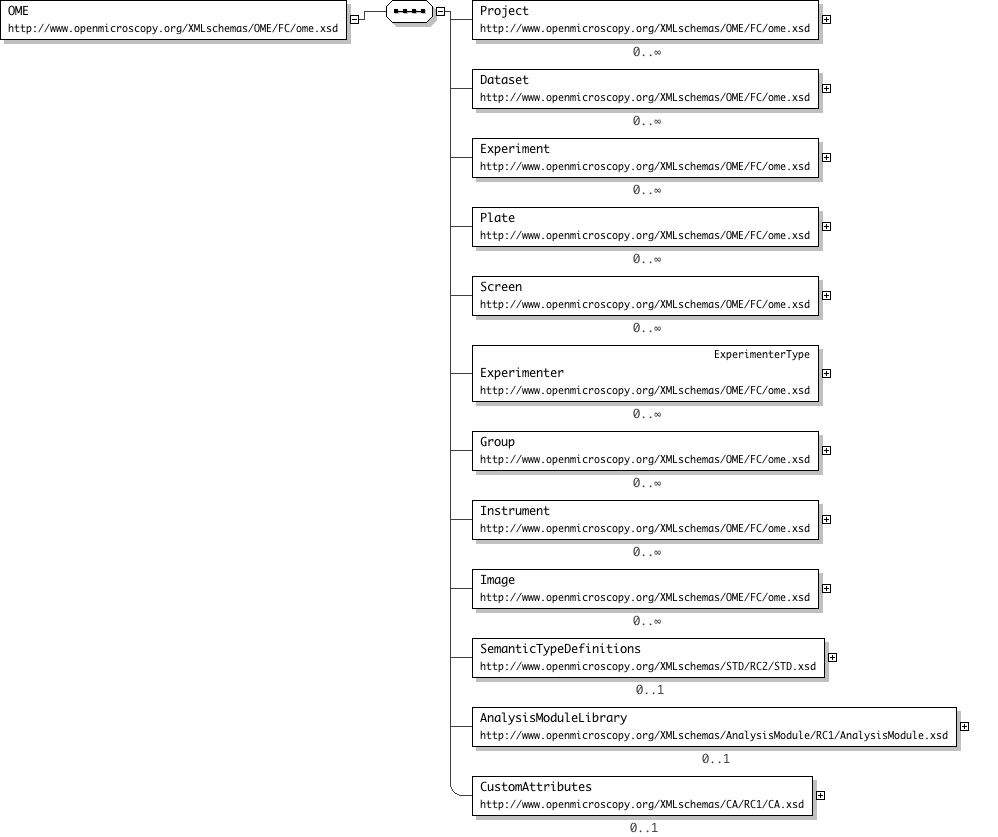 OME
http://www.openmicroscopy.org/XMLschemas/OME/FC/ome.xsd
Project
http://www.openmicroscopy.org/XMLschemas/OME/FC/ome.xsd
0..∞
Dataset
http://www.openmicroscopy.org/XMLschemas/OME/FC/ome.xsd
0..∞
Experiment
http://www.openmicroscopy.org/XMLschemas/OME/FC/ome.xsd
0..∞
Plate
http://www.openmicroscopy.org/XMLschemas/OME/FC/ome.xsd
0..∞
Screen
http://www.openmicroscopy.org/XMLschemas/OME/FC/ome.xsd
0..∞
ExperimenterType
Experimenter
http://www.openmicroscopy.org/XMLschemas/OME/FC/ome.xsd
0..∞
Group
http://www.openmicroscopy.org/XMLschemas/OME/FC/ome.xsd
0..∞
Instrument
http://www.openmicroscopy.org/XMLschemas/OME/FC/ome.xsd
0..∞
Image
http://www.openmicroscopy.org/XMLschemas/OME/FC/ome.xsd
0..∞
SemanticTypeDefinitions
http://www.openmicroscopy.org/XMLschemas/STD/RC2/STD.xsd
0..1
AnalysisModuleLibrary
http://www.openmicroscopy.org/XMLschemas/AnalysisModule/RC1/AnalysisModule.xsd
0..1
CustomAttributes
http://www.openmicroscopy.org/XMLschemas/CA/RC1/CA.xsd
0..1